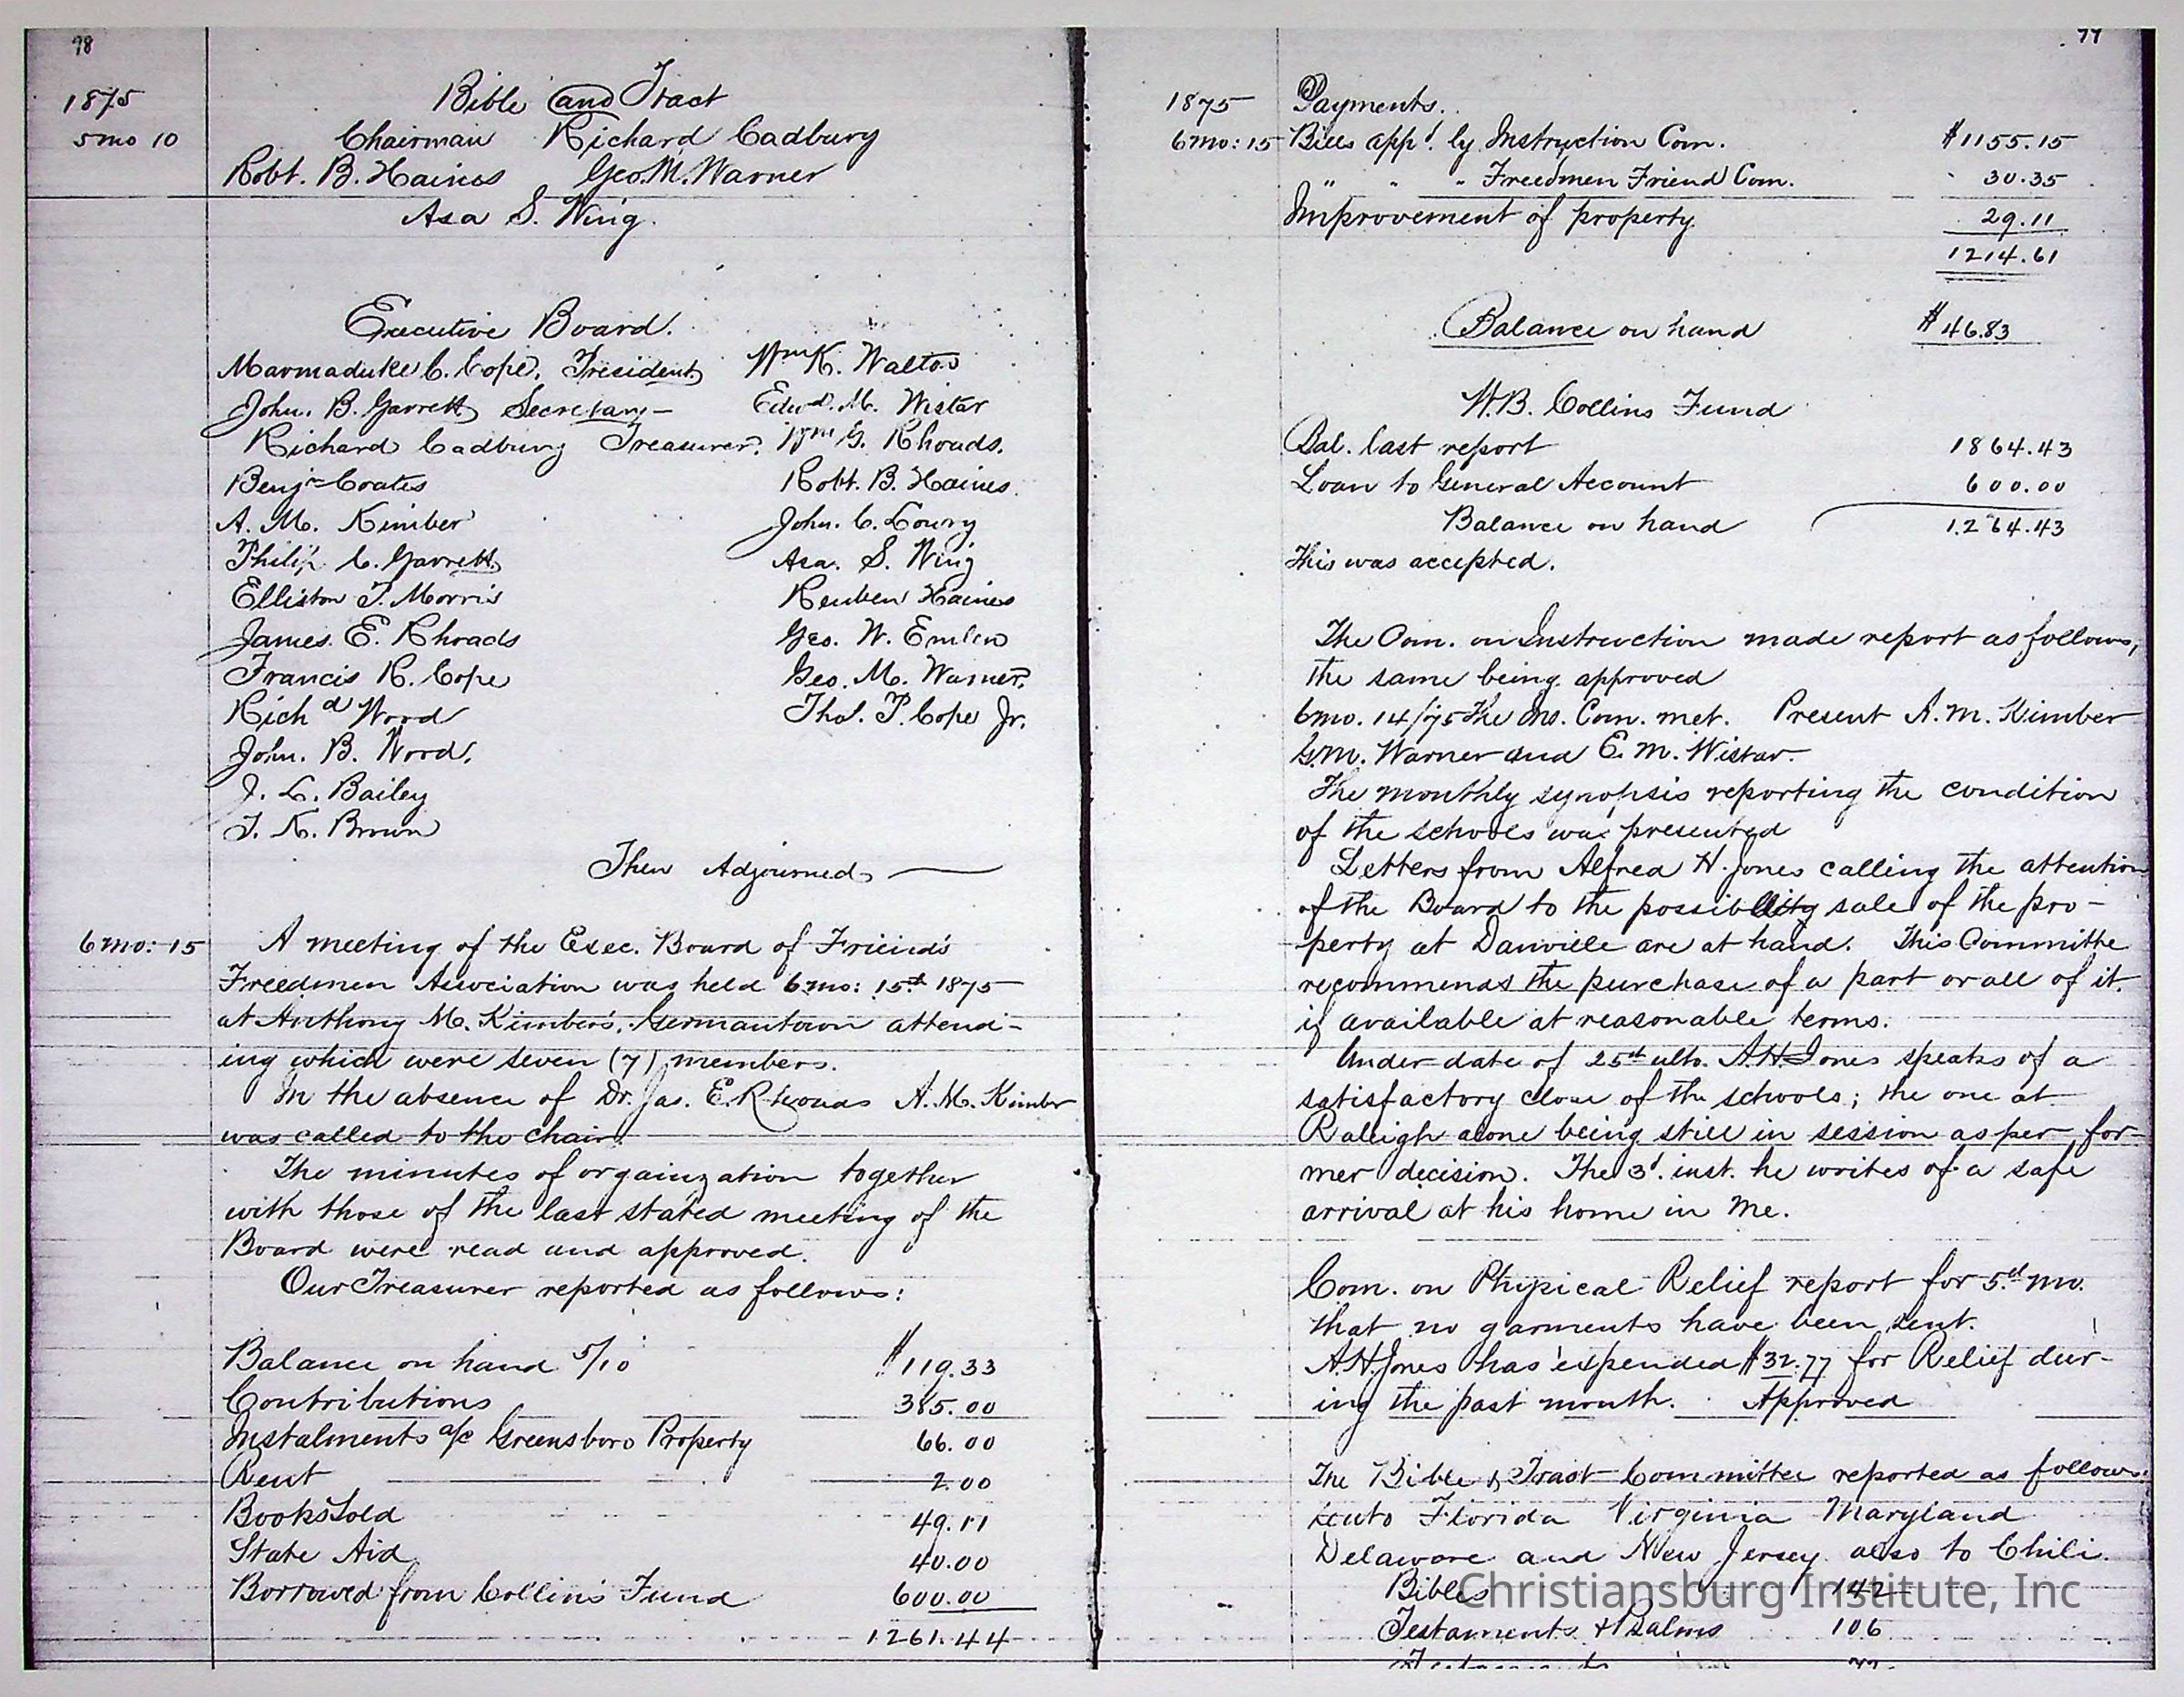 98
1875
Bible and Tract
5 mo 10
Chairman Richard Cadbury
Robt. B. Haines Geo. M. Warner
Asa S. Wing.
Executive Board.
Marmaduke C. Cope, President Wm K. Walton
John. B. Garrett Secretary - Edwd. M. Wistar
Richard Cadbury Treasurer. Wm G. Rhoads.
Benjn Coates Robt. B. Haines.
A. M. Kimber John. C. Lowry
Philip C. Garrett Asa. S. Wing
Elliston P. Morris Reuben Haines
James. E. Rhoads Geo. W. Emlen
Francis R. Cope Geo. M. Warner,
Richd Wood Thos. P. Cope Jr.
John. B. Wood.
J. L. Bailey
T. K. Brown
Then Adjourned
6 mo: 15 A meeting of the Exec. Board of Friend's
Freedmen Association was held 6 mo: 15th 1875
at Anthony M. Kimber's, Germantown attend-
ing which were seven (7) members.
In the absence of Dr. Jas. E. Rhoads A. M. Kimber
was called to the chair.
The minutes of orgainzation together
with those of the last stated meeting of the
Board were read and approved.
Our Treasurer reported as follows:
Balance on hand 5/10 $119.33
Contributions 385.00
Instalments a/c Greensboro Property 66.00
Rent 2.00
Books Sold 49.11
State Aid 40.00
Borrowed from Collins Fund 600.00
1261.44
99
1875 Payments.
6 mo: 15 Bills appd. by Instruction Com. $1155.15
" " " Freedmen Friend Com. 30.35
Improvement of property 29.11
1214.61
Balance on hand $46.83
W. B. Collins Fund
Bal. last report 1864.43
Loan to General Account 600.00
Balance on hand 1264.43
This was accepted.
The Com. on Instruction made report as follows,
the same being approved
6 mo. 14/75 The Ins. Com. met. Present A. M. Kimber
G. M. Warner and E. M. Wistar.
The monthly synopsis reporting the condition
of the schools was presented
Letters from Alfred H. Jones calling the attention
of the Board to the possibility sale of the pro-
perty at Danville are at hand. This Committe
recommends the purchase of a part or all of it,
if available at reasonable terms.
Under date of 25th ulto. A. H. Jones speaks of a
satisfactory close of the schools; the one at
Raleigh alone being still in session as per for-
mer decision. The 3d. inst. he writes of a safe
arrival at his home in Me.
Com. on Physical Relief report for 5th mo.
that no garments have been sent.
A. H. Jones has expended $32.77 for Relief dur-
ing the past month. Approved
The Bible & Tract Committee reported as follows:
sent to Florida Virginia Maryland
Delaware and New Jersey also to Chili.
Bibles 142
Christiansburg Institute, Inc
Testaments & Psalms 106